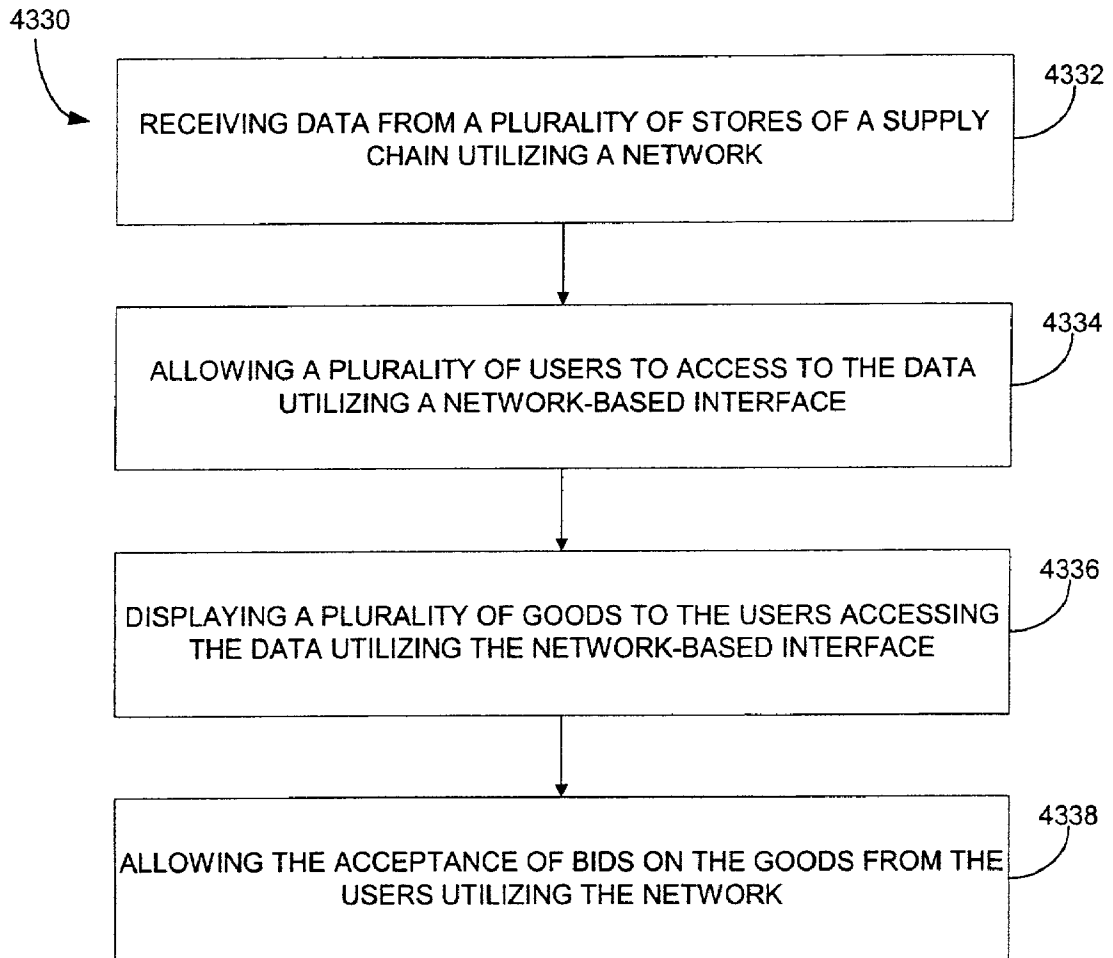 4330
4332
RECEIVING DATA FROM A PLURALITY OF STORES OF A SUPPLY
CHAIN UTILIZING A NETWORK
4334
ALLOWING A PLURALITY OF USERS TO ACCESS TO THE DATA
UTILIZING A NETWORK-BASED INTERFACE
4336
DISPLAYING A PLURALITY OF GOODS TO THE USERS ACCESSING
THE DATA UTILIZING THE NETWORK-BASED INTERFACE
4338
ALLOWING THE ACCEPTANCE OF BIDS ON THE GOODS FROM THE
USERS UTILIZING THE NETWORK